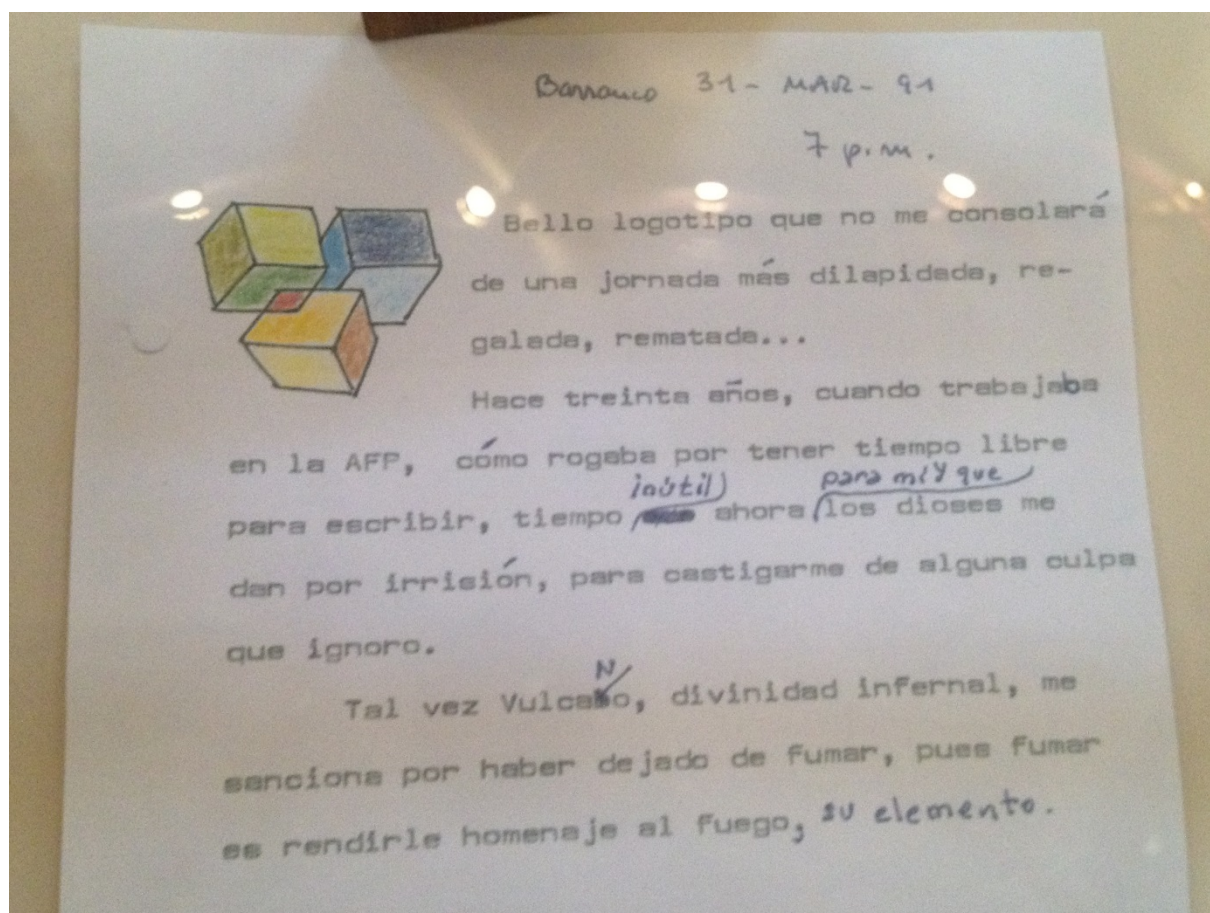 Barranco 31 - MAR - 91
7 p.m.
Bello logotipo que no me consolará
de una jornada más dilapidada, re-
galada, rematada...
Hace treinta años, cuando trabajaba
en la AFP, cómo rogaba por tener tiempo libre
para escribir, tiempo inútil ahora para mí y que los dioses me
dan por irrisión, para castigarme de alguna culpa
que ignoro.
Tal vez Vulcano, divinidad infernal, me
sanciona por haber dejado de fumar, pues fumar
es rendirle homenaje al fuego, su elemento.